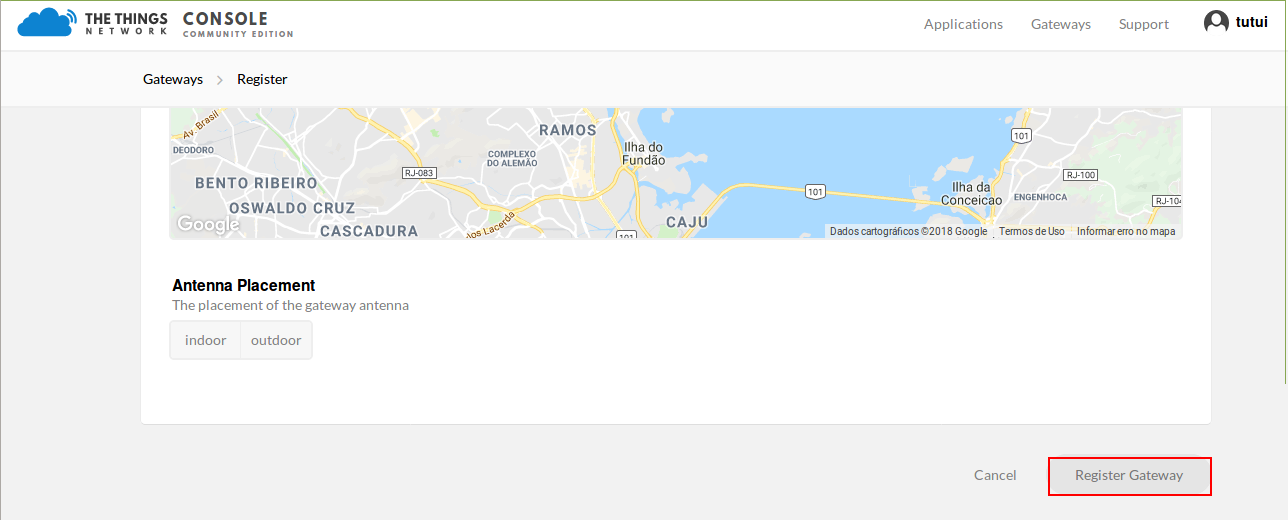 THE THINGS NETWORK CONSOLE COMMUNITY EDITION
Applications Gateways Support tutui
Gateways > Register
Av. Brasil
RAMOS
101
DEODORO
COMPLEXO DO ALEMÃO
Ilha do Fundão
RJ-083
RJ-100
BENTO RIBEIRO
101
Ilha da Conceicao
ENGENHOCA
OSWALDO CRUZ
RJ-104
Google
CASCADURA
dos Lacerda
CAJU
101
Dados cartográficos ©2018 Google Termos de Uso Informar erro no mapa
Antenna Placement
The placement of the gateway antenna
indoor outdoor
Cancel Register Gateway